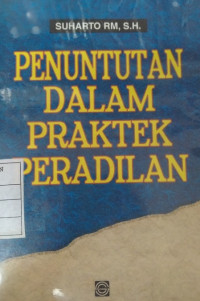 SUHARTO RM, S.H.
PENUNTUTAN
DALAM
PRAKTEK
PERADILAN